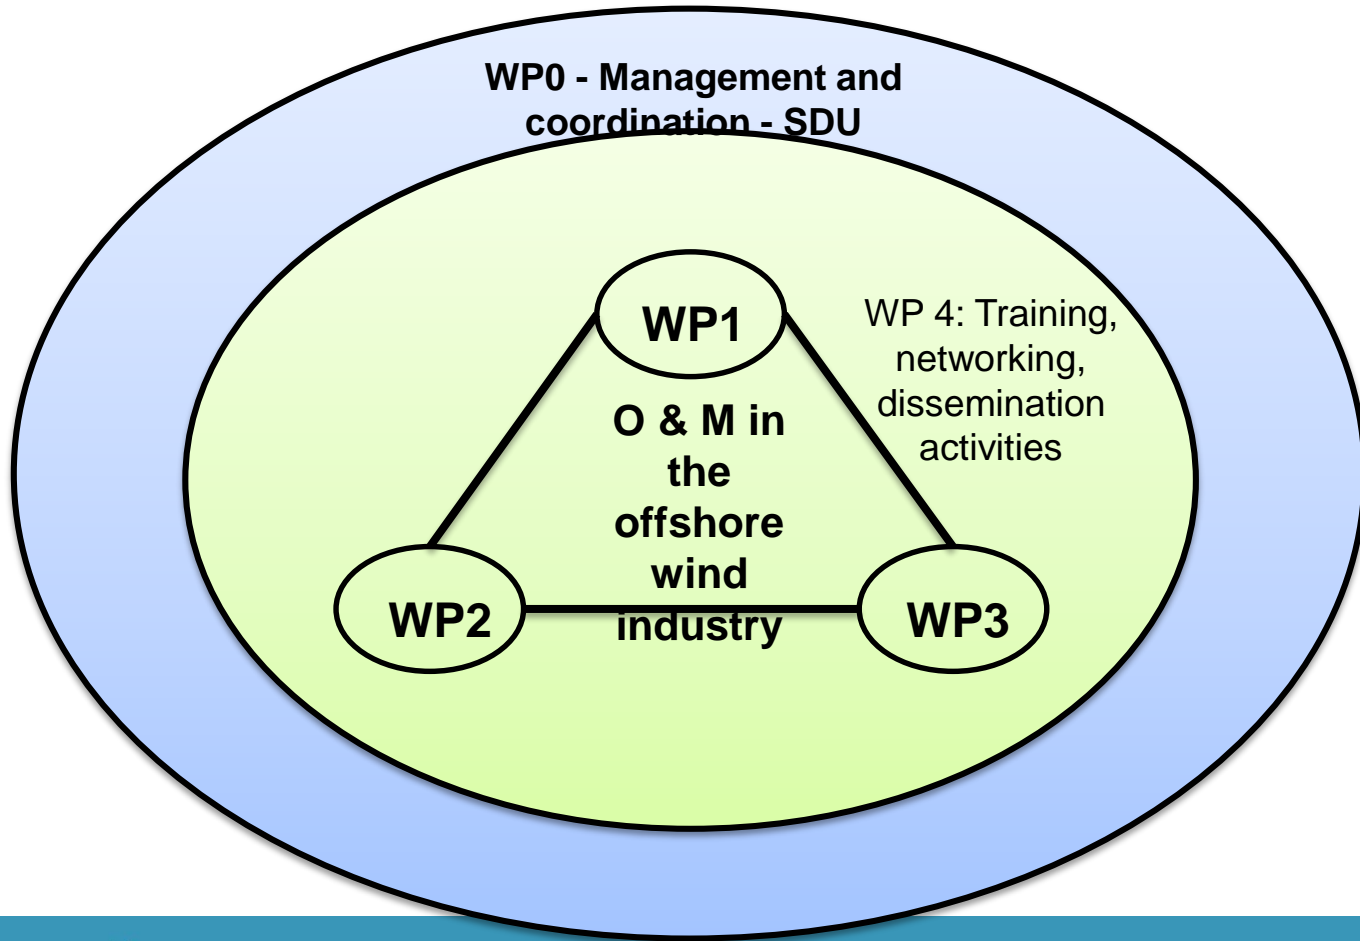 WP0 - Management and
coordination - SDU
WP1
WP 4: Training,
networking,
dissemination
activities
O & M in
the
offshore
wind
industry
WP2
WP3